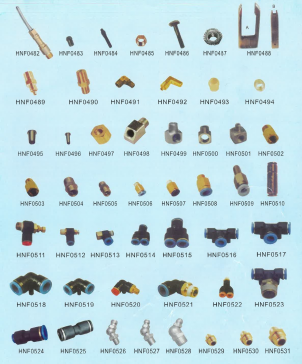 HNF0482 HNF0483 HNF0484 HNF0485 HNF0486 HNF0487 HNF0488
HNF0489 HNF0490 HNF0491 HNF0492 HNF0493 HNF0494
HNF0495 HNF0496 HNF0497 HNF0498 HNF0499 HNF0500 HNF0501 HNF0502
HNF0503 HNF0504 HNF0505 HNF0506 HNF0507 HNF0508 HNF0509 HNF0510
HNF0511 HNF0512 HNF0513 HNF0514 HNF0515 HNF0516 HNF0517
HNF0518 HNF0519 HNF0520 HNF0521 HNF0522 HNF0523
HNF0524 HNF0525 HNF0526 HNF0527 HNF0528 HNF0529 HNF0530 HNF0531